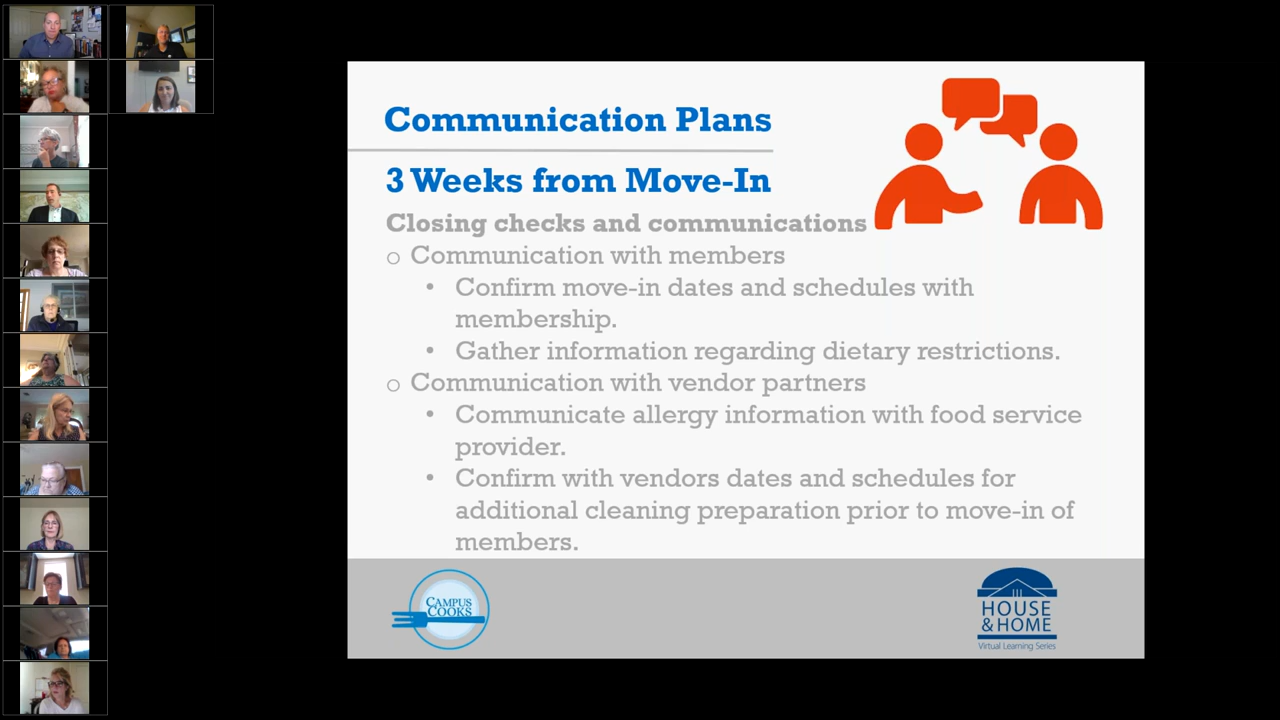 Communication Plans
3 Weeks from Move-In
Closing checks and communications
o Communication with members
• Confirm move-in dates and schedules with
membership.
• Gather information regarding dietary restrictions.
o Communication with vendor partners
• Communicate allergy information with food service
provider.
• Confirm with vendors dates and schedules for
additional cleaning preparation prior to move-in of
members.
CAMPUS
COOKS
HOUSE
& HOME
Virtual Learning Series